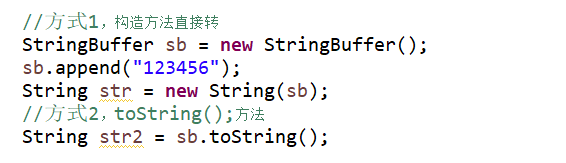 //方式1，构造方法直接转
StringBuffer sb = new StringBuffer();
sb.append("123456");
String str = new String(sb);
//方式2，toString();方法
String str2 = sb.toString();